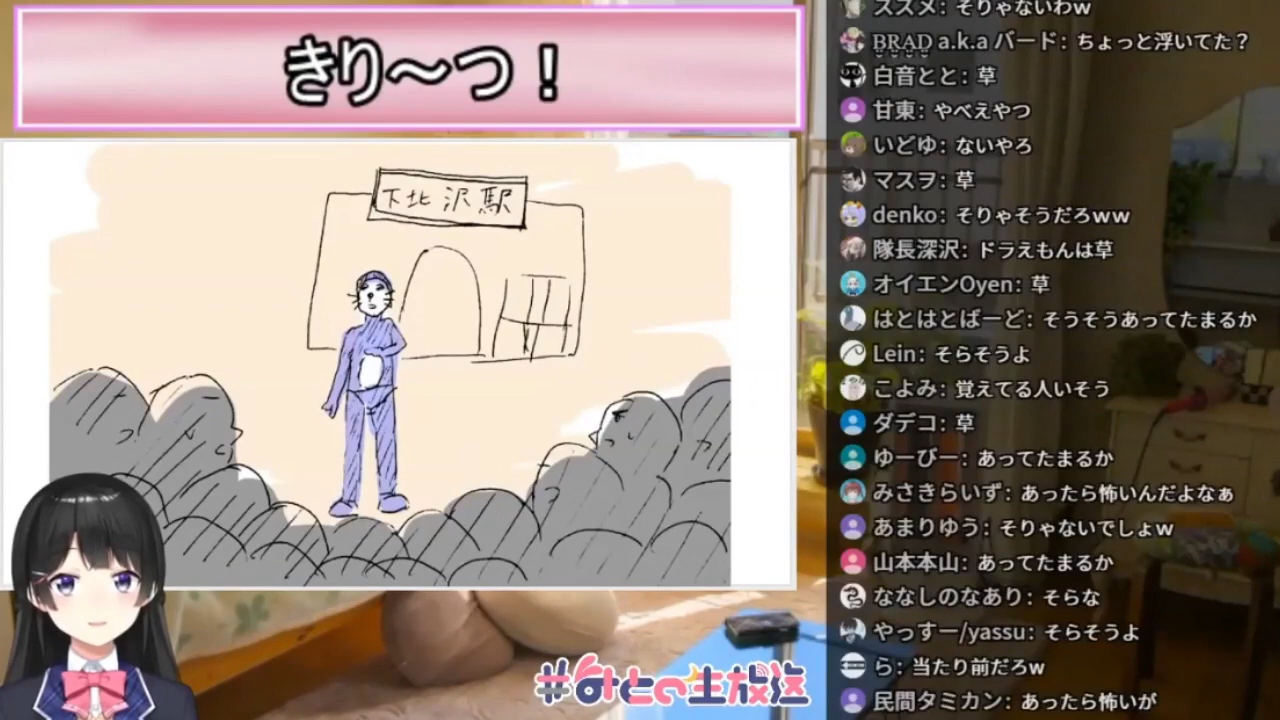 きり〜つ！
下北沢駅
#みとの生放送
ススメ: そりゃないわw
BRAD a.k.a バード: ちょっと浮いてた？
白音とと: 草
甘東: やべえやつ
いどゆ: ないやろ
マスヲ: 草
denko: そりゃそうだろww
隊長深沢: ドラえもんは草
オイエンOyen: 草
はとはとばーど: そうそうあってたまるか
Lein: そらそうよ
こよみ: 覚えてる人いそう
ダデコ: 草
ゆーびー: あってたまるか
みさきらいず: あったら怖いんだよなぁ
あまりゆう: そりゃないでしょw
山本本山: あってたまるか
ななしのなあり: そらな
やっすー/yassu: そらそうよ
ら: 当たり前だろw
民間タミカン: あったら怖いが